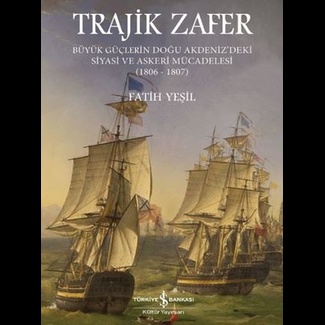 TRAJİK ZAFER
BÜYÜK GÜÇLERİN DOĞU AKDENİZ'DEKİ
SİYASİ VE ASKERİ MÜCADELESİ
(1806 - 1807)
FATİH YEŞİL
TÜRKİYE İŞ BANKASI
Kültür Yayınları